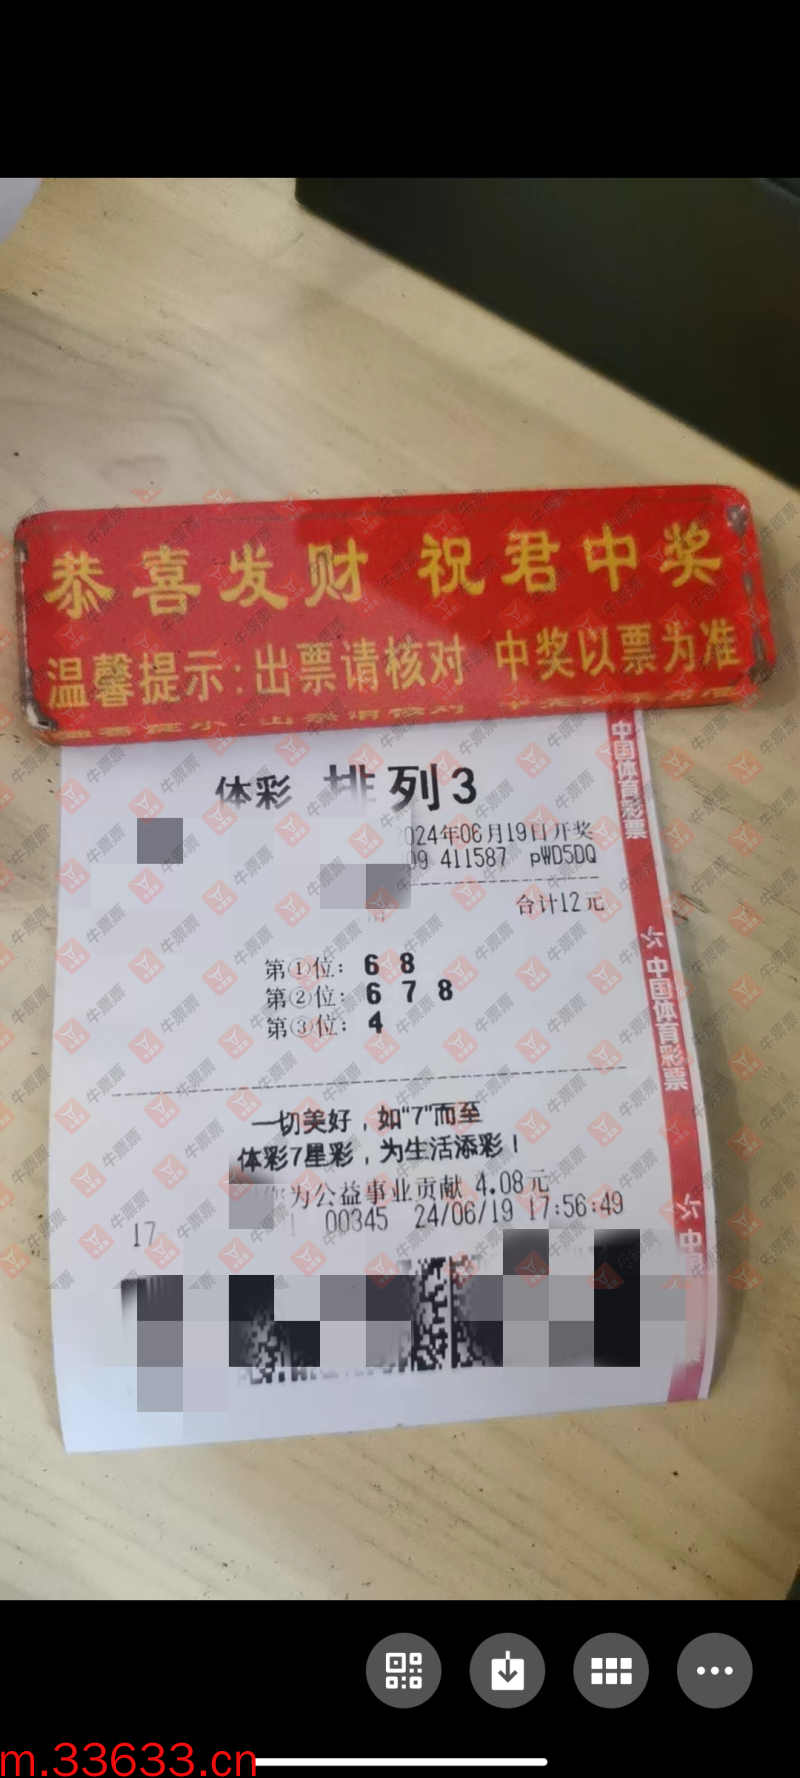 恭喜发财 祝君中奖
温馨提示:出票请核对 中奖以票为准
体彩 排列3
024年06月19日开奖
09 411587 pWD5DQ
合计12元
第①位: 6 8
第②位: 6 7 8
第③位: 4
一切美好,如"7"而至
体彩7星彩,为生活添彩!
为公益事业贡献 4.08元
17
00345 24/06/19 17:56:49
中国体育彩票
中国体育彩票
中
牛票票
m.33633.cn